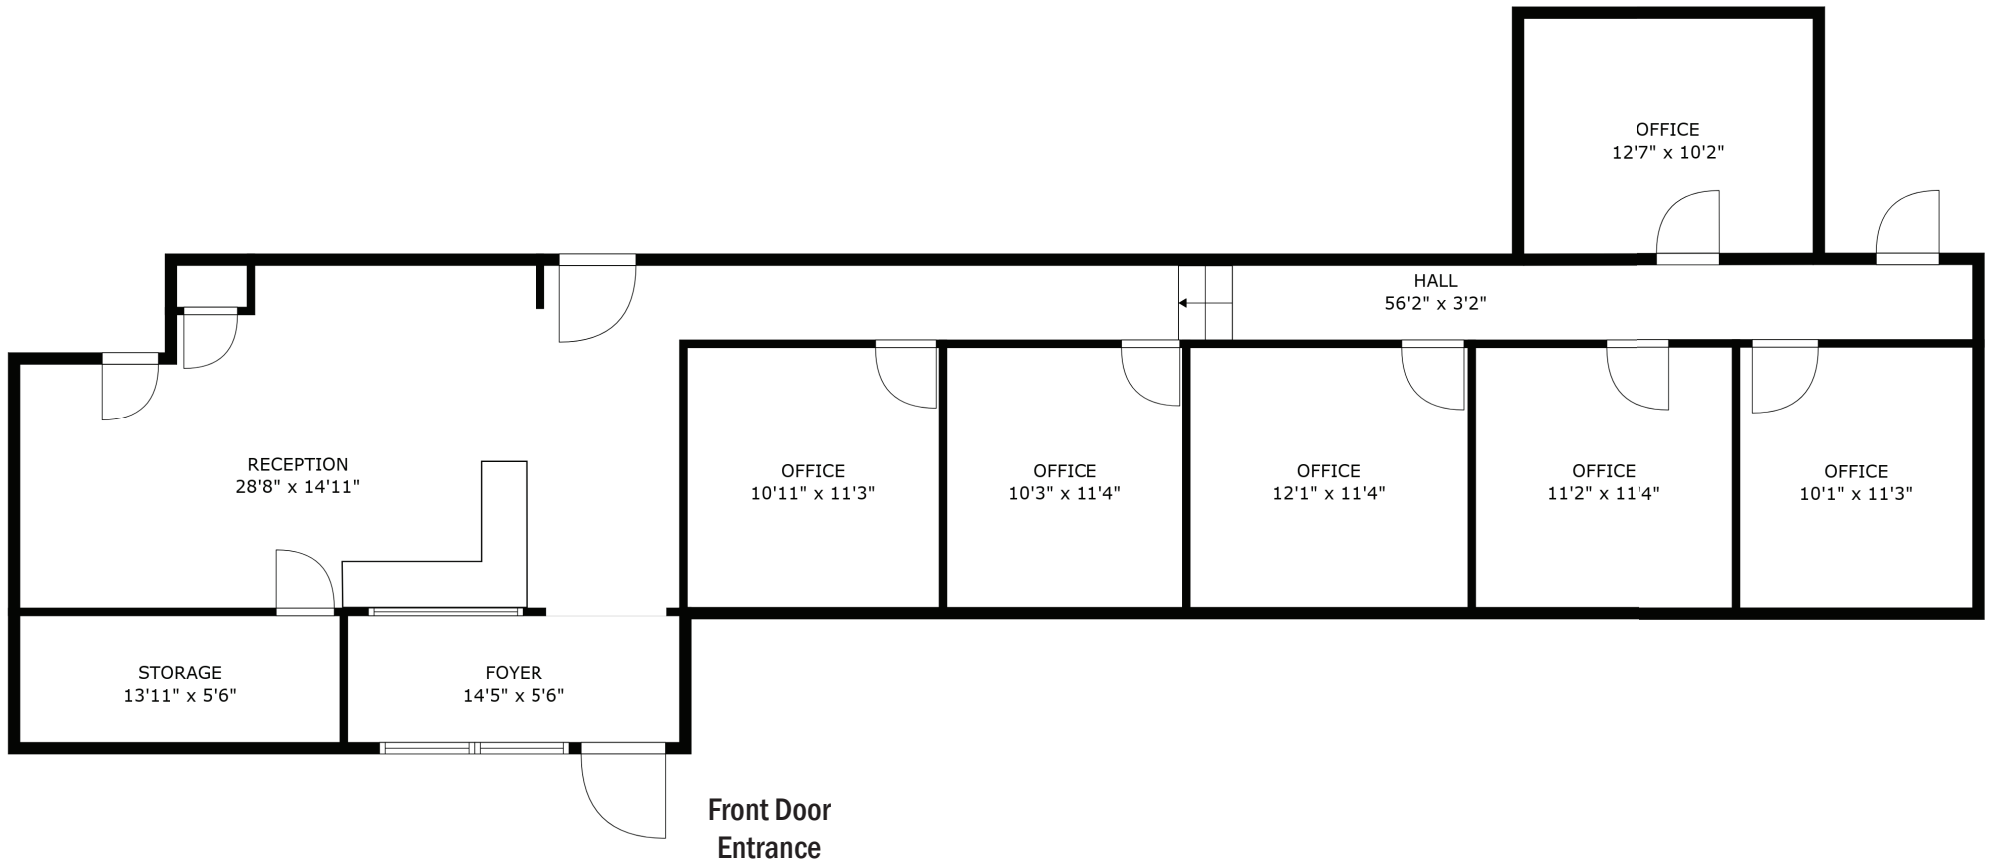 OFFICE
12'7" x 10'2"
HALL
56'2" x 3'2"
RECEPTION
28'8" x 14'11"
OFFICE
10'11" x 11'3"
OFFICE
10'3" x 11'4"
OFFICE
12'1" x 11'4"
OFFICE
11'2" x 11'4"
OFFICE
10'1" x 11'3"
STORAGE
13'11" x 5'6"
FOYER
14'5" x 5'6"
Front Door
Entrance